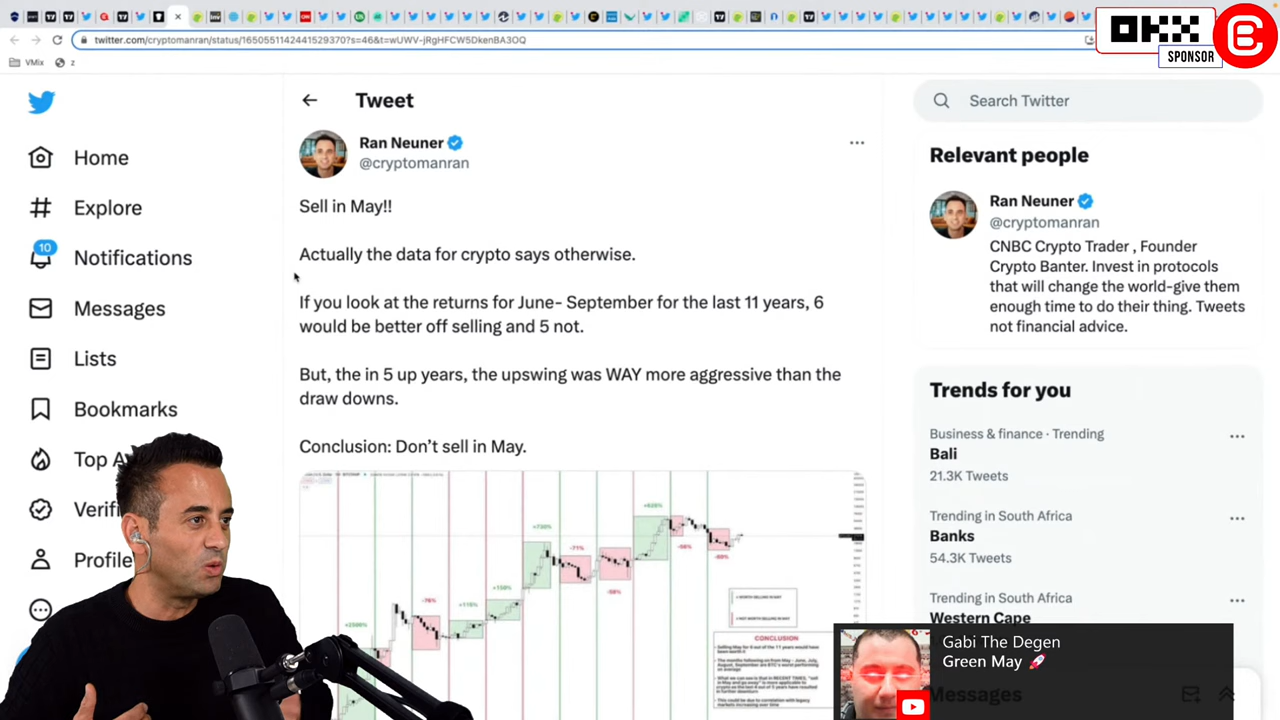 twitter.com/cryptomanran/status/1650551142441529370?s=46&t=wUWV-jRgHFCW5DkenBA3OQ
OKX
SPONSOR
VMix
z
Tweet
Search Twitter
Home
Explore
10
Notifications
Messages
Lists
Bookmarks
Top A
Verifi
Profile
Ran Neuner
@cryptomanran
Sell in May!!
Actually the data for crypto says otherwise.
If you look at the returns for June- September for the last 11 years, 6
would be better off selling and 5 not.
But, the in 5 up years, the upswing was WAY more aggressive than the
draw downs.
Conclusion: Don’t sell in May.
CONCLUSION
Relevant people
Ran Neuner
@cryptomanran
CNBC Crypto Trader , Founder
Crypto Banter. Invest in protocols
that will change the world-give them
enough time to do their thing. Tweets
not financial advice.
Trends for you
Business & finance · Trending
Bali
21.3K Tweets
Trending in South Africa
Banks
54.3K Tweets
Trending in South Africa
Western Cape
Gabi The Degen
Green May 🚀
Messages